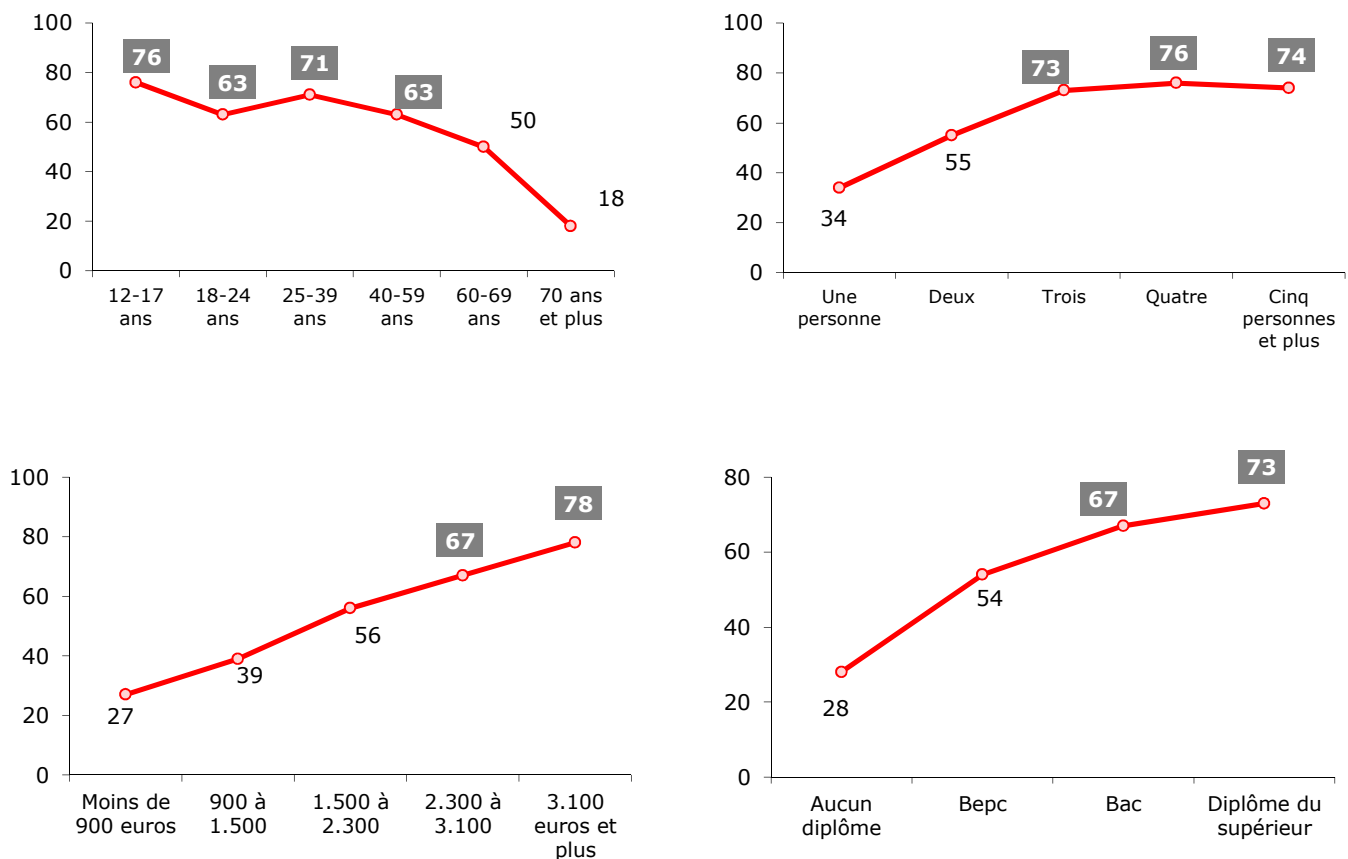 100
80
60
40
20
0
76
63
71
63
50
18
12-17
ans
18-24
ans
25-39
ans
40-59
ans
60-69
ans
70 ans
et plus
100
80
60
40
20
0
34
55
73
76
74
Une
personne
Deux
Trois
Quatre
Cinq
personnes
et plus
100
80
60
40
20
0
27
39
56
67
78
Moins de
900 euros
900 à
1.500
1.500 à
2.300
2.300 à
3.100
3.100
euros et
plus
80
60
40
20
0
28
54
67
73
Aucun
diplôme
Bepc
Bac
Diplôme du
supérieur